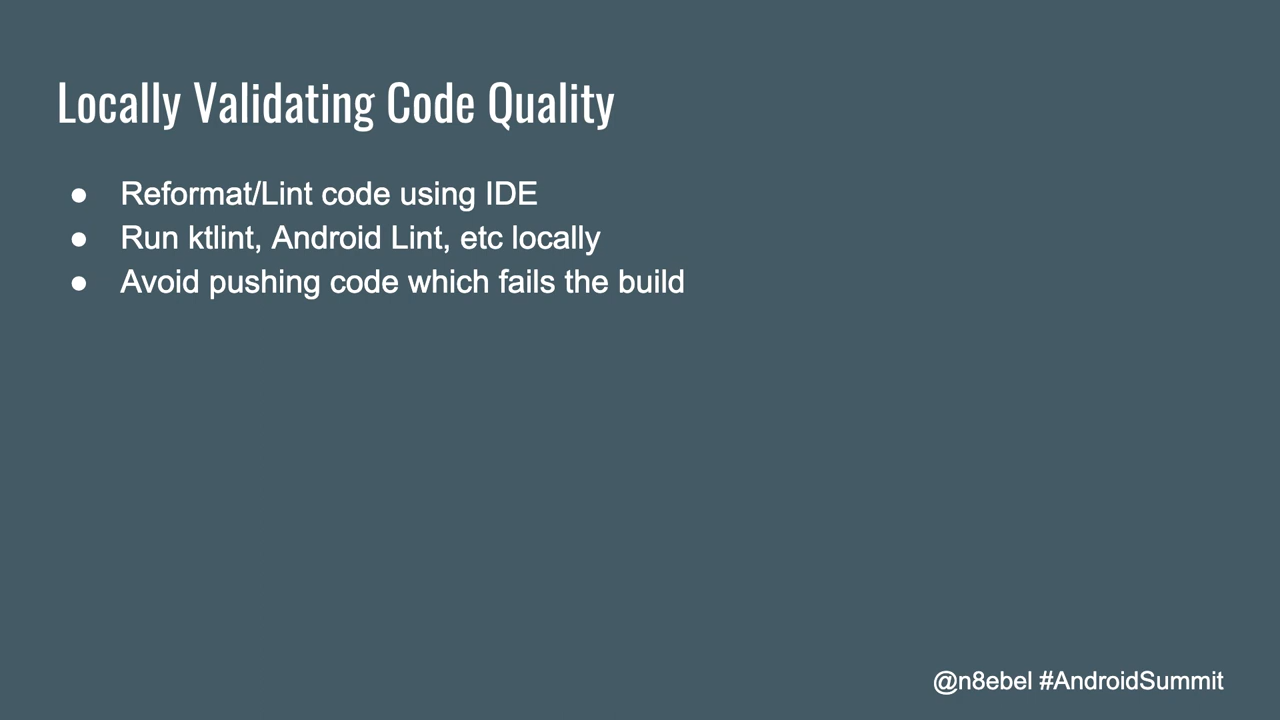 Locally Validating Code Quality
● Reformat/Lint code using IDE
● Run ktlint, Android Lint, etc locally
● Avoid pushing code which fails the build
@n8ebel #AndroidSummit